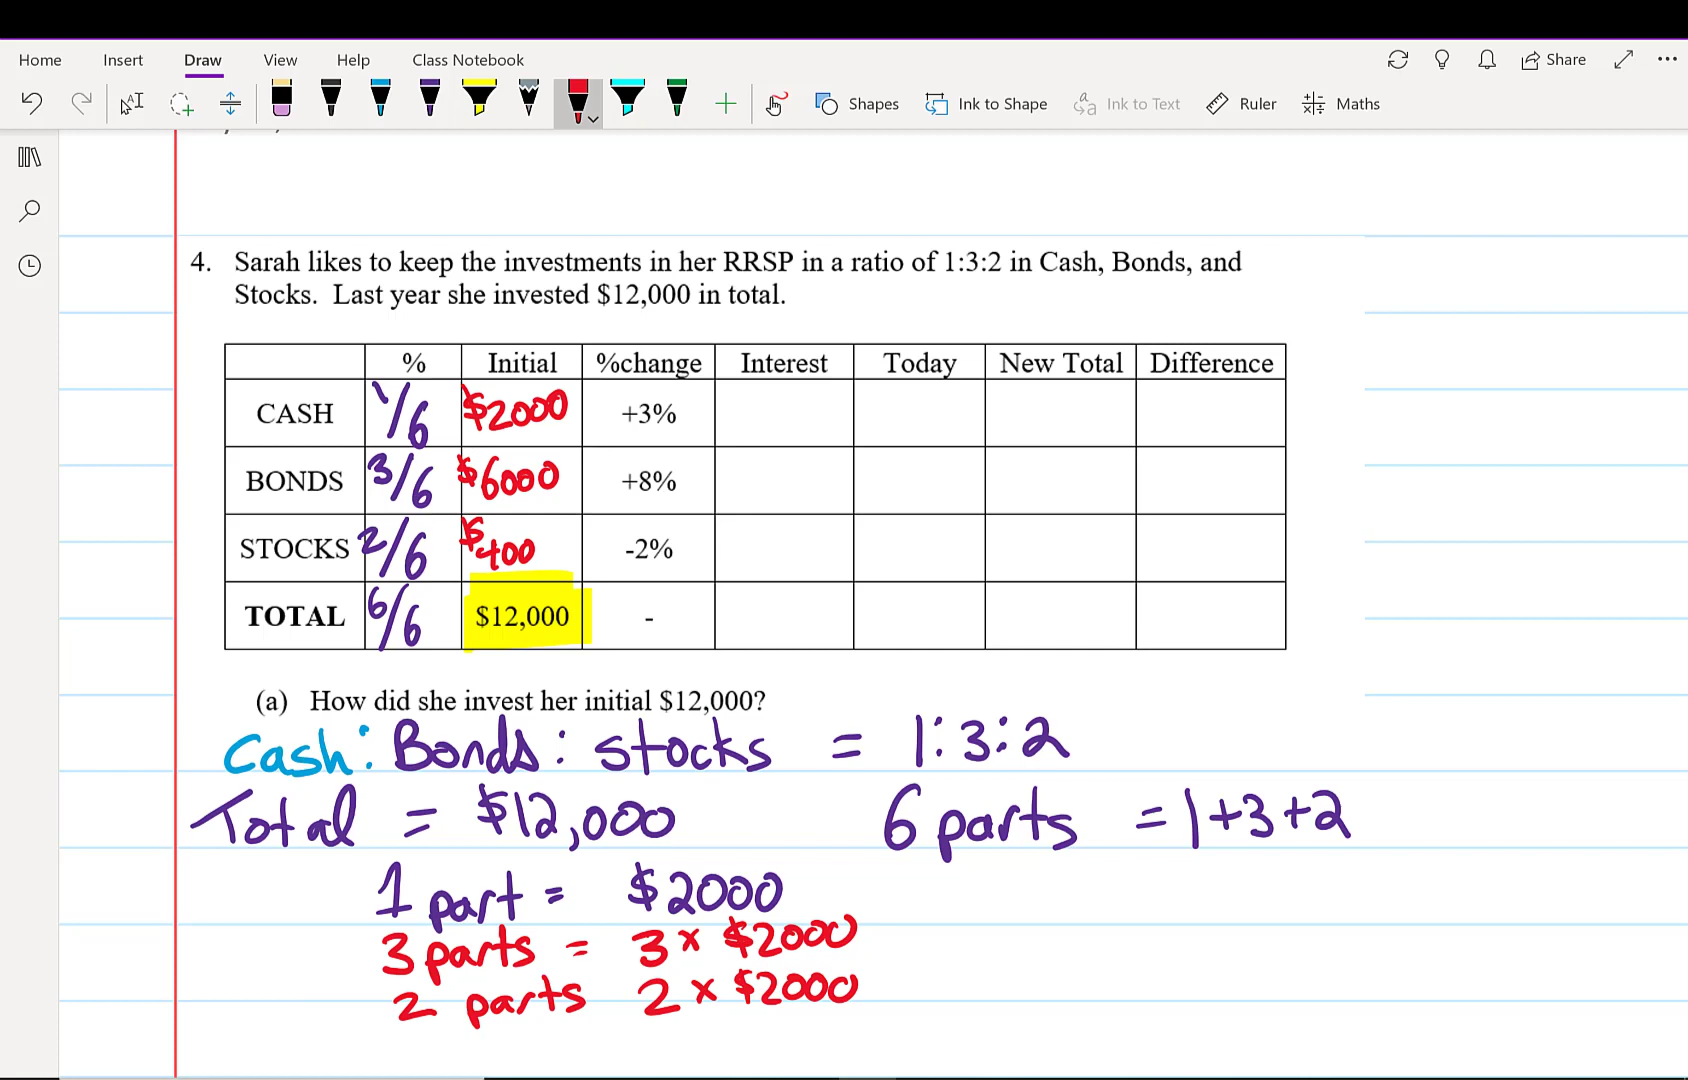 Home Insert Draw View Help Class Notebook Share
Shapes Ink to Shape Ink to Text Ruler Maths
4. Sarah likes to keep the investments in her RRSP in a ratio of 1:3:2 in Cash, Bonds, and
Stocks. Last year she invested $12,000 in total.
% Initial %change Interest Today New Total Difference
CASH 1/6 $2000 +3%
BONDS 3/6 $6000 +8%
STOCKS 2/6 $400 -2%
TOTAL 6/6 $12,000 -
(a) How did she invest her initial $12,000?
Cash: Bonds: stocks = 1:3:2
Total = $12,000 6 parts = 1+3+2
1 part = $2000
3 parts = 3 x $2000
2 parts 2 x $2000